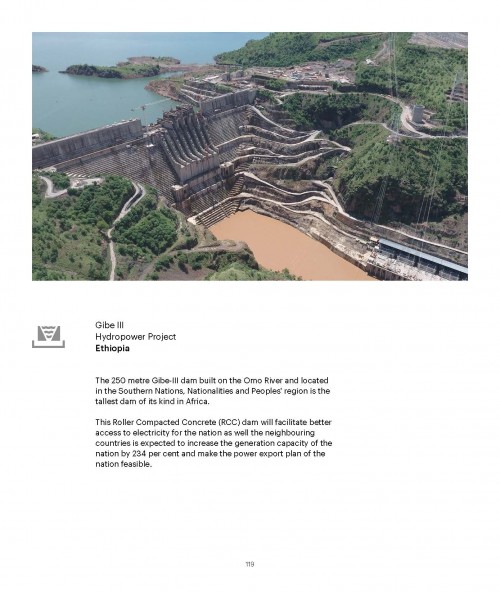 Gibe III
Hydropower Project
Ethiopia
The 250 metre Gibe-III dam built on the Omo River and located
in the Southern Nations, Nationalities and Peoples' region is the
tallest dam of its kind in Africa.
This Roller Compacted Concrete (RCC) dam will facilitate better
access to electricity for the nation as well the neighbouring
countries is expected to increase the generation capacity of the
nation by 234 per cent and make the power export plan of the
nation feasible.
119